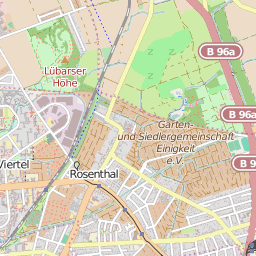 B 96a
Lübarser
Höhe
Garten-
und Siedlergemeinschaft
Einigkeit
e.V.
B 96a
B 9
Viertel
Rosenthal